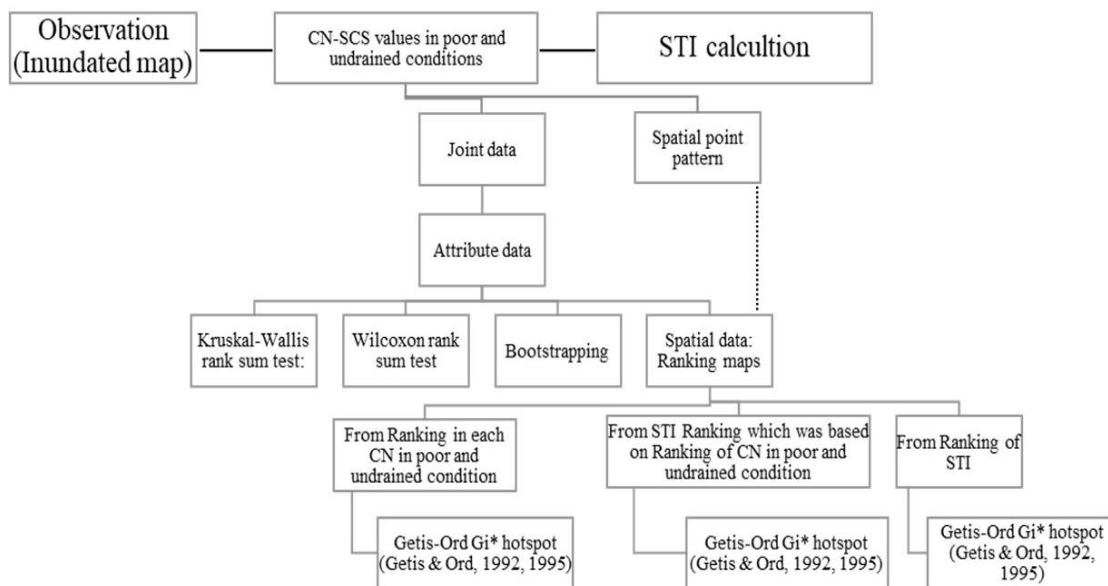 Observation
(Inundated map)
CN-SCS values in poor and
undrained conditions
STI calcultion
Joint data
Spatial point
pattern
Attribute data
Kruskal-Wallis
rank sum test:
Wilcoxon rank
sum test
Bootstrapping
Spatial data:
Ranking maps
From Ranking in each
CN in poor and
undrained condition
From STI Ranking which was based
on Ranking of CN in poor and
undrained condition
From Ranking of
STI
Getis-Ord Gi* hotspot
(Getis & Ord, 1992, 1995)
Getis-Ord Gi* hotspot
(Getis & Ord, 1992, 1995)
Getis-Ord Gi* hotspot
(Getis & Ord, 1992,
1995)